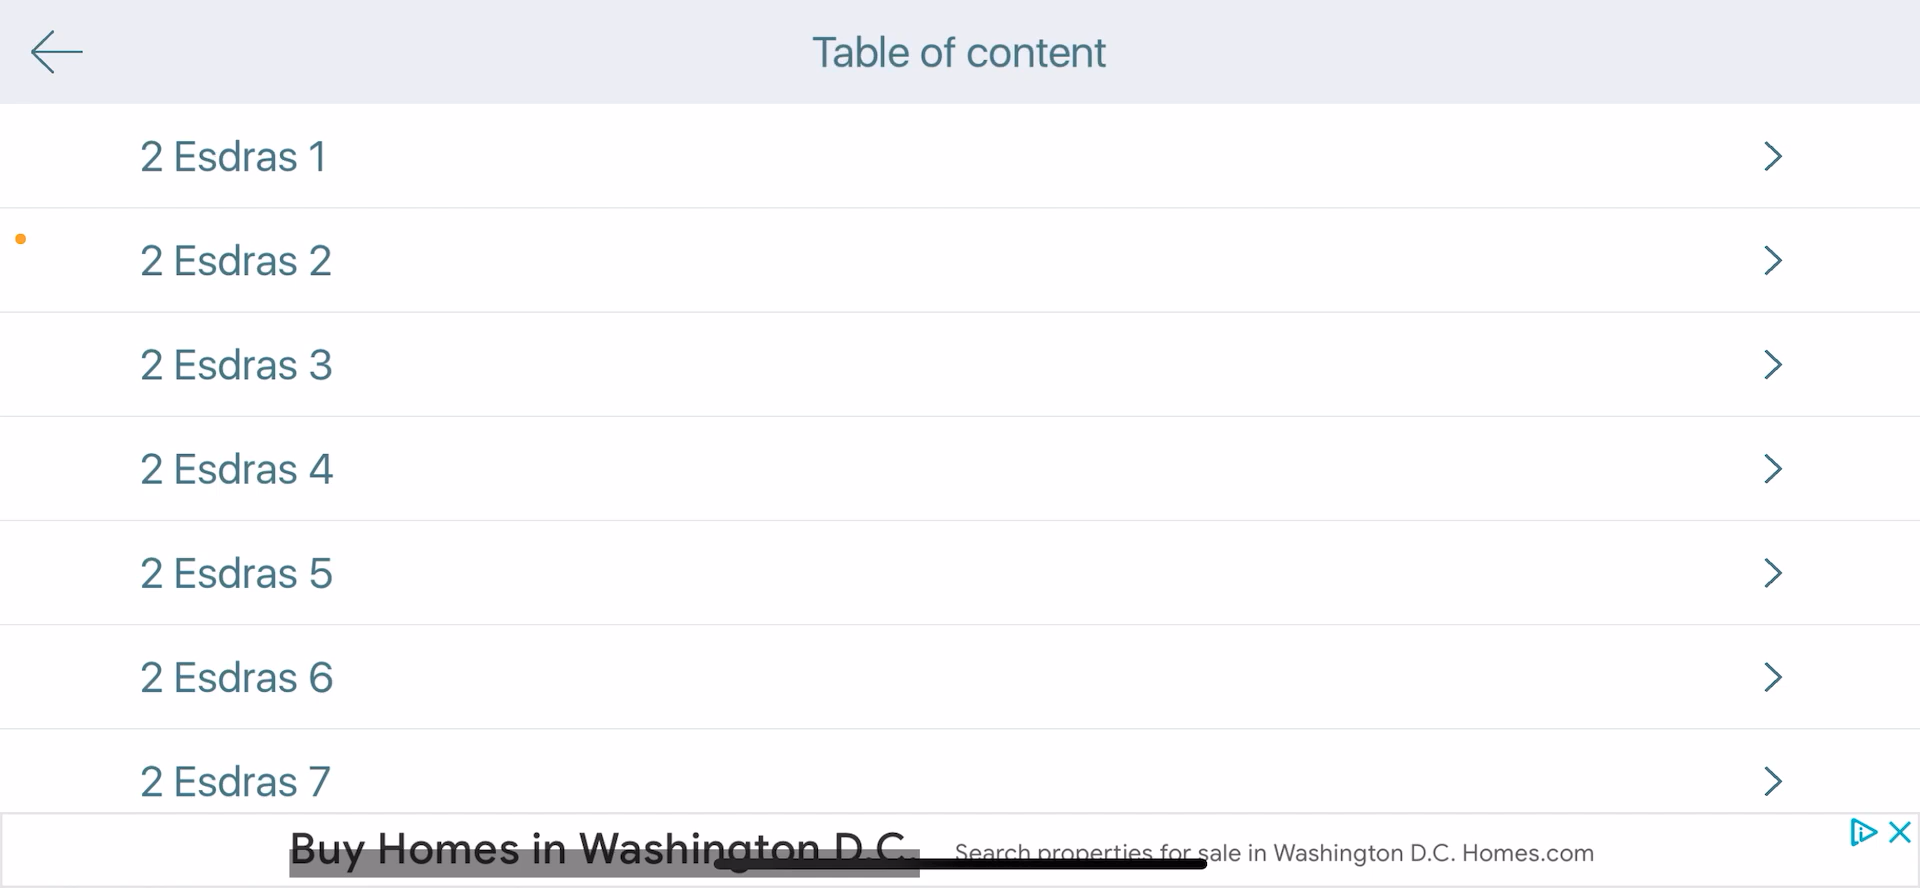 Table of content
2 Esdras 1
2 Esdras 2
2 Esdras 3
2 Esdras 4
2 Esdras 5
2 Esdras 6
2 Esdras 7
Buy Homes in Washington D.C.
Search properties for sale in Washington D.C. Homes.com